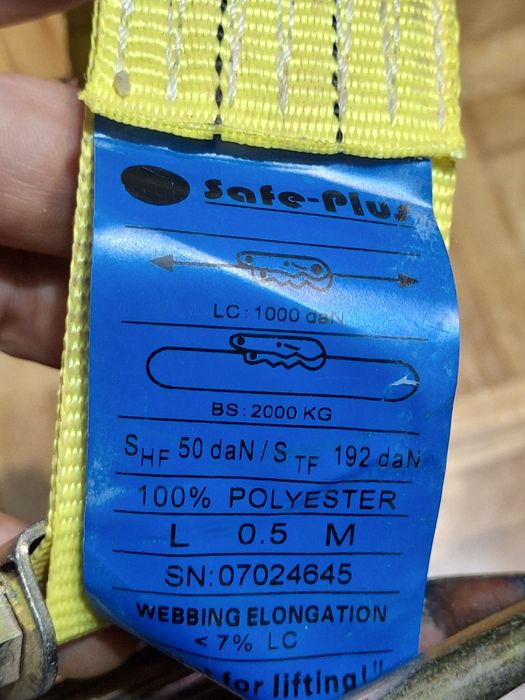 Safe-Plus
LC: 1000 daN
BS: 2000 KG
SHF 50 daN / STF 192 daN
100% POLYESTER
L 0.5 M
SN: 07024645
WEBBING ELONGATION
< 7% LC
for lifting!"